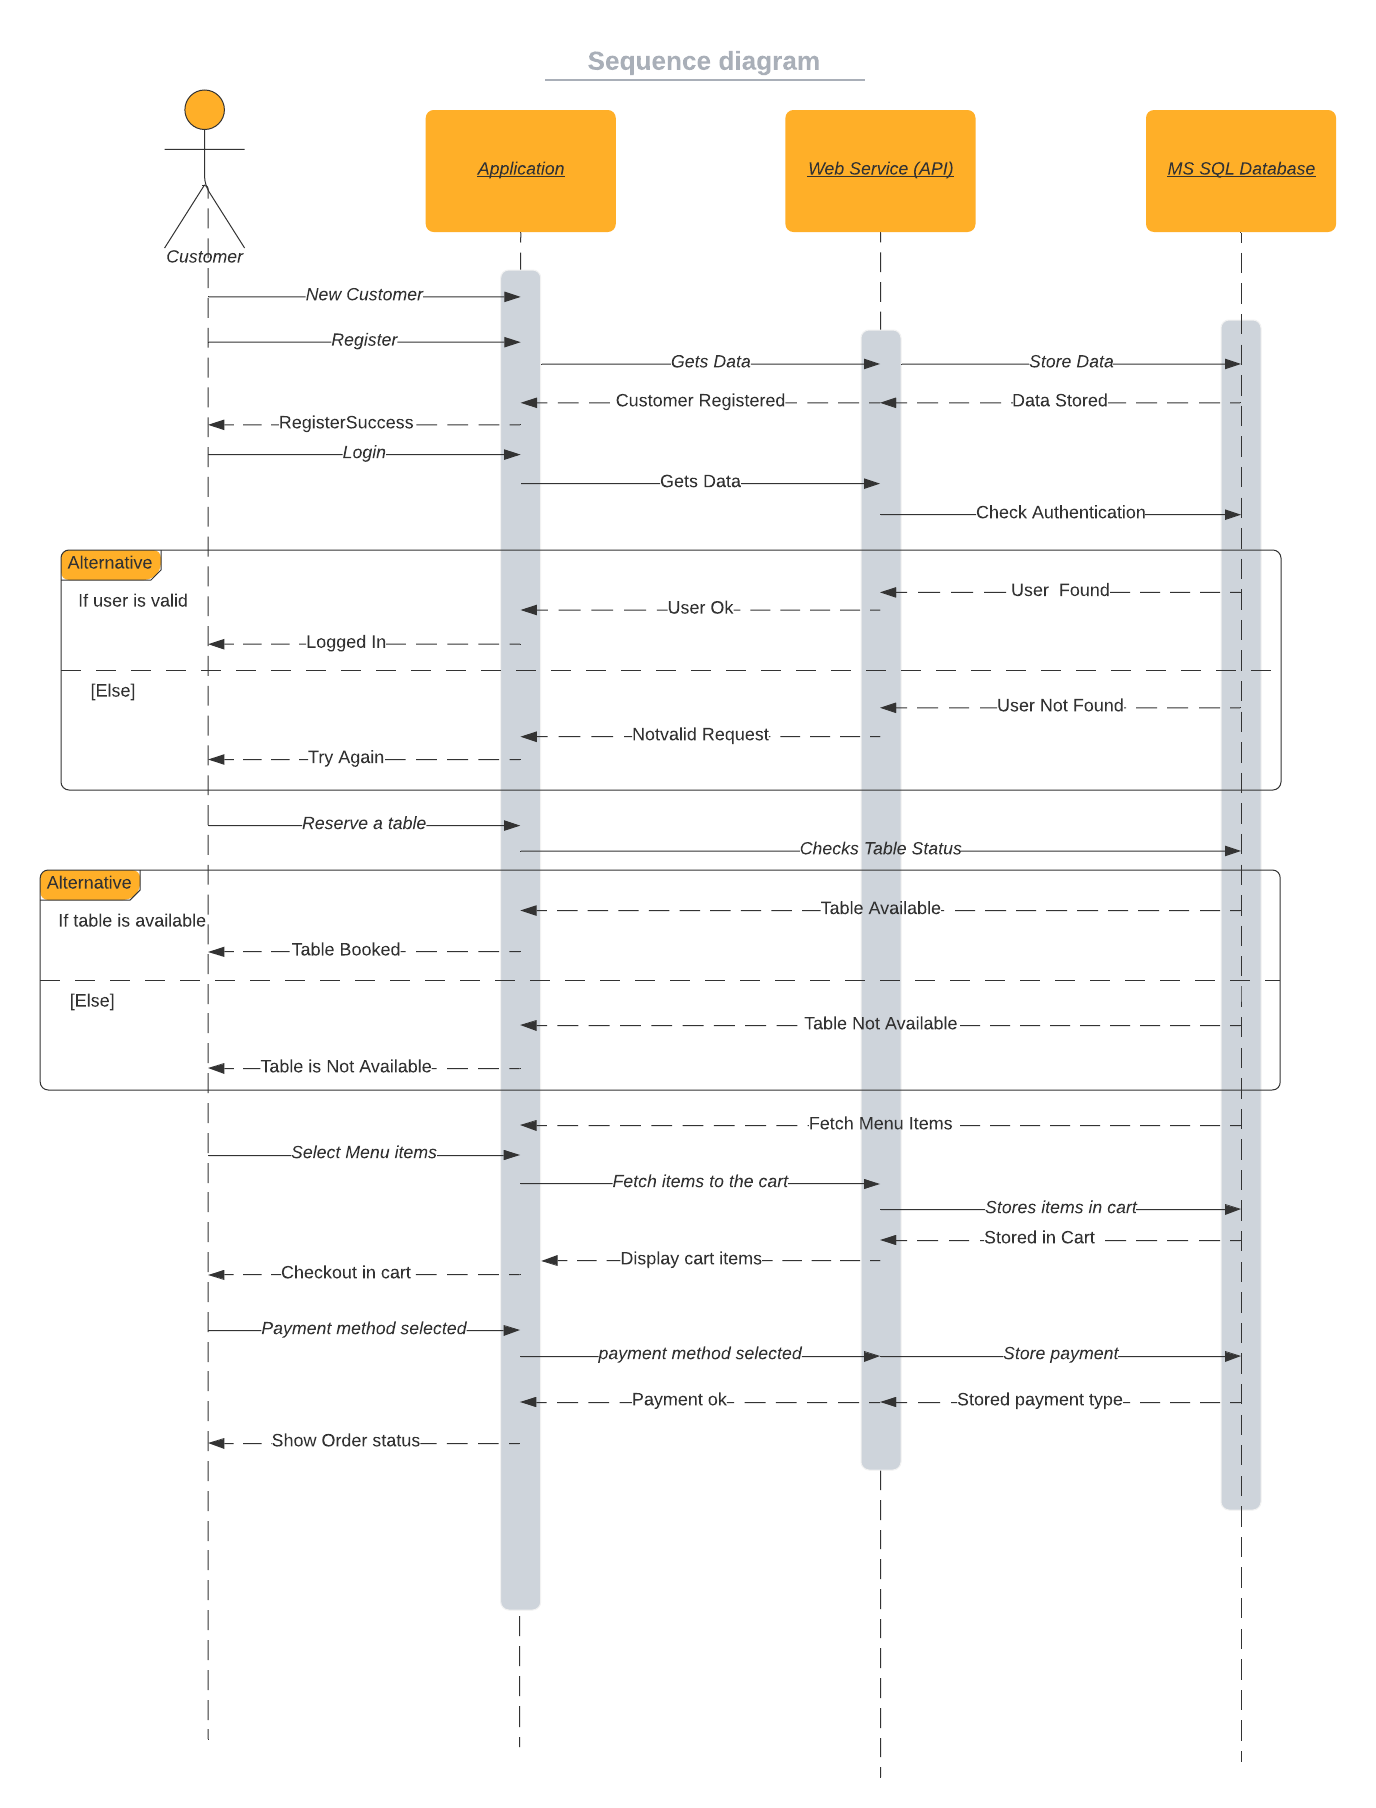 Sequence diagram
Application
Web Service (API)
MS SQL Database
Customer
New Customer
Register
Gets Data
Store Data
Customer Registered
Data Stored
RegisterSuccess
Login
Gets Data
Check Authentication
Alternative
If user is valid
User  Found
User Ok
Logged In
[Else]
User Not Found
Notvalid Request
Try Again
Reserve a table
Checks Table Status
Alternative
If table is available
Table Available
Table Booked
[Else]
Table Not Available
Table is Not Available
Fetch Menu Items
Select Menu items
Fetch items to the cart
Stores items in cart
Stored in Cart
Display cart items
Checkout in cart
Payment method selected
payment method selected
Store payment
Payment ok
Stored payment type
Show Order status